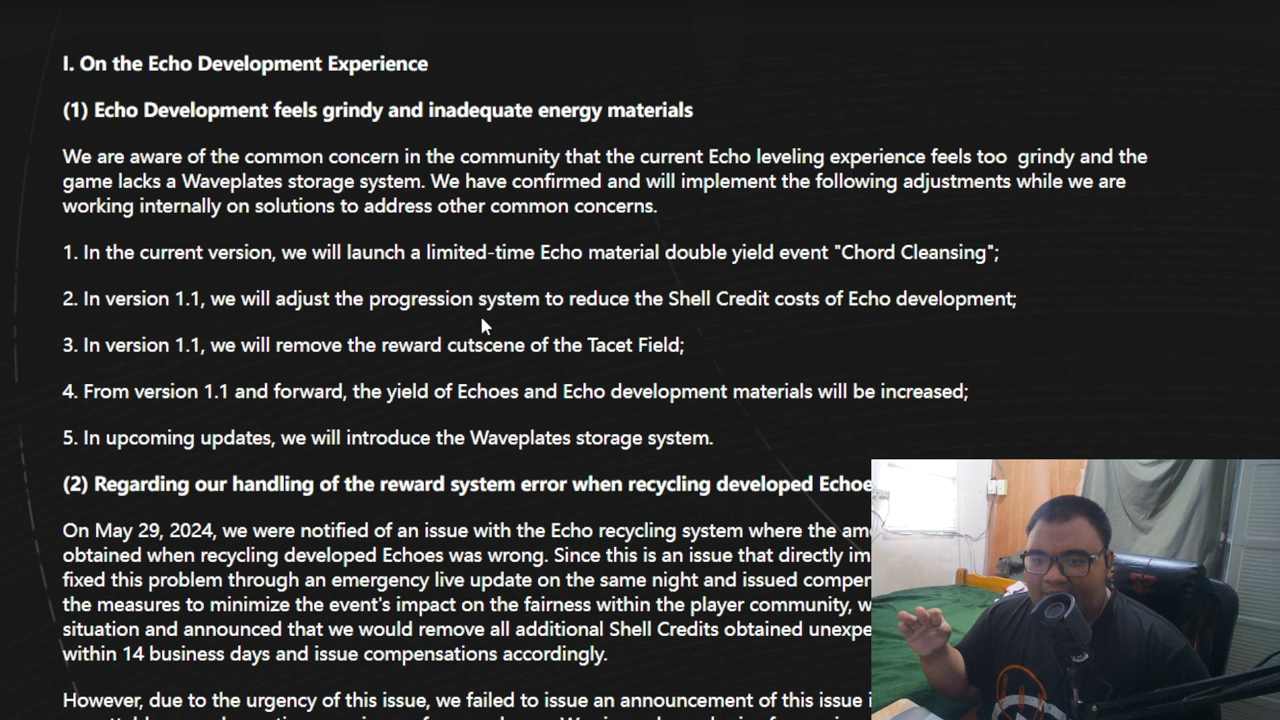 I. On the Echo Development Experience
(1) Echo Development feels grindy and inadequate energy materials
We are aware of the common concern in the community that the current Echo leveling experience feels too  grindy and the
game lacks a Waveplates storage system. We have confirmed and will implement the following adjustments while we are
working internally on solutions to address other common concerns.
1. In the current version, we will launch a limited-time Echo material double yield event "Chord Cleansing";
2. In version 1.1, we will adjust the progression system to reduce the Shell Credit costs of Echo development;
3. In version 1.1, we will remove the reward cutscene of the Tacet Field;
4. From version 1.1 and forward, the yield of Echoes and Echo development materials will be increased;
5. In upcoming updates, we will introduce the Waveplates storage system.
(2) Regarding our handling of the reward system error when recycling developed Echoe
On May 29, 2024, we were notified of an issue with the Echo recycling system where the
obtained when recycling developed Echoes was wrong. Since this is an issue that directly
fixed this problem through an emergency live update on the same night and issued
the measures to minimize the event's impact on the fairness within the player community,
situation and announced that we would remove all additional Shell Credits obtained
within 14 business days and issue compensations accordingly.
However, due to the urgency of this issue, we failed to issue an announcement of this issue